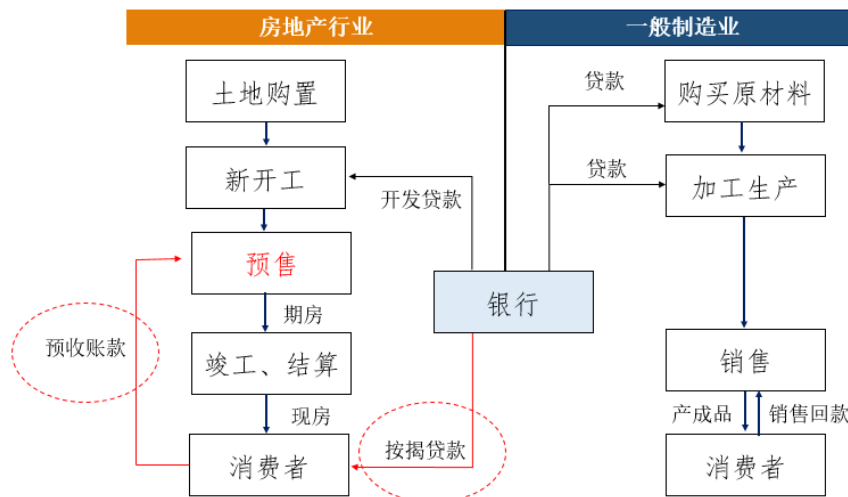 房地产行业
一般制造业
土地购置
新开工
预售
期房
竣工、结算
现房
消费者
预收账款
开发贷款
银行
按揭贷款
贷款
购买原材料
贷款
加工生产
销售
产成品
销售回款
消费者